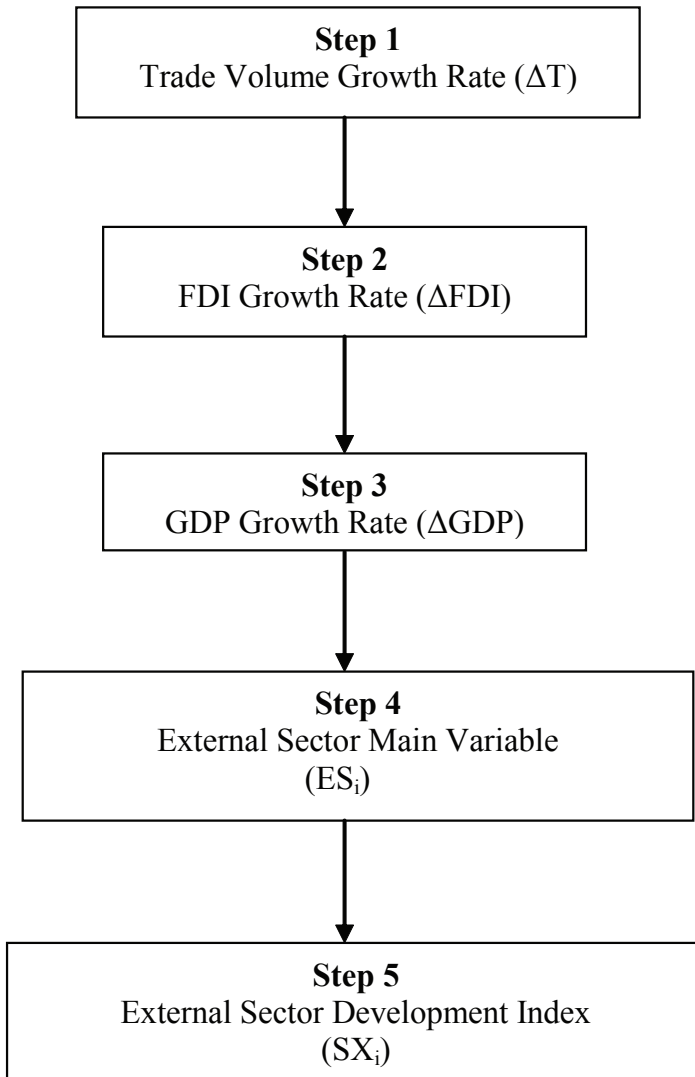 Step 1
Trade Volume Growth Rate (ΔT)
Step 2
FDI Growth Rate (ΔFDI)
Step 3
GDP Growth Rate (ΔGDP)
Step 4
External Sector Main Variable
(ESᵢ)
Step 5
External Sector Development Index
(SXᵢ)